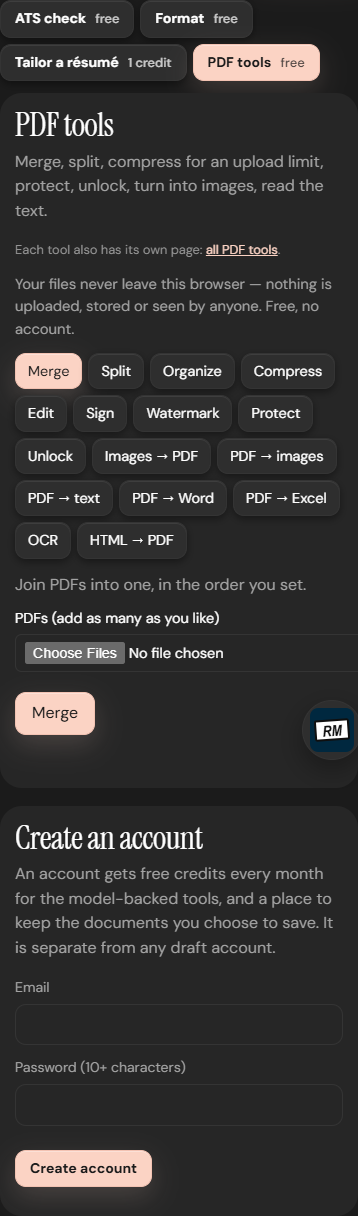 ATS check free Format free
Tailor a résumé 1 credit PDF tools free
PDF tools
Merge, split, compress for an upload limit,
protect, unlock, turn into images, read the
text.
Each tool also has its own page: all PDF tools.
Your files never leave this browser — nothing is
uploaded, stored or seen by anyone. Free, no
account.
Merge Split Organize Compress
Edit Sign Watermark Protect
Unlock Images → PDF PDF → images
PDF → text PDF → Word PDF → Excel
OCR HTML → PDF
Join PDFs into one, in the order you set.
PDFs (add as many as you like)
Choose Files No file chosen
Merge
RM
Create an account
An account gets free credits every month
for the model-backed tools, and a place to
keep the documents you choose to save. It
is separate from any draft account.
Email
Password (10+ characters)
Create account